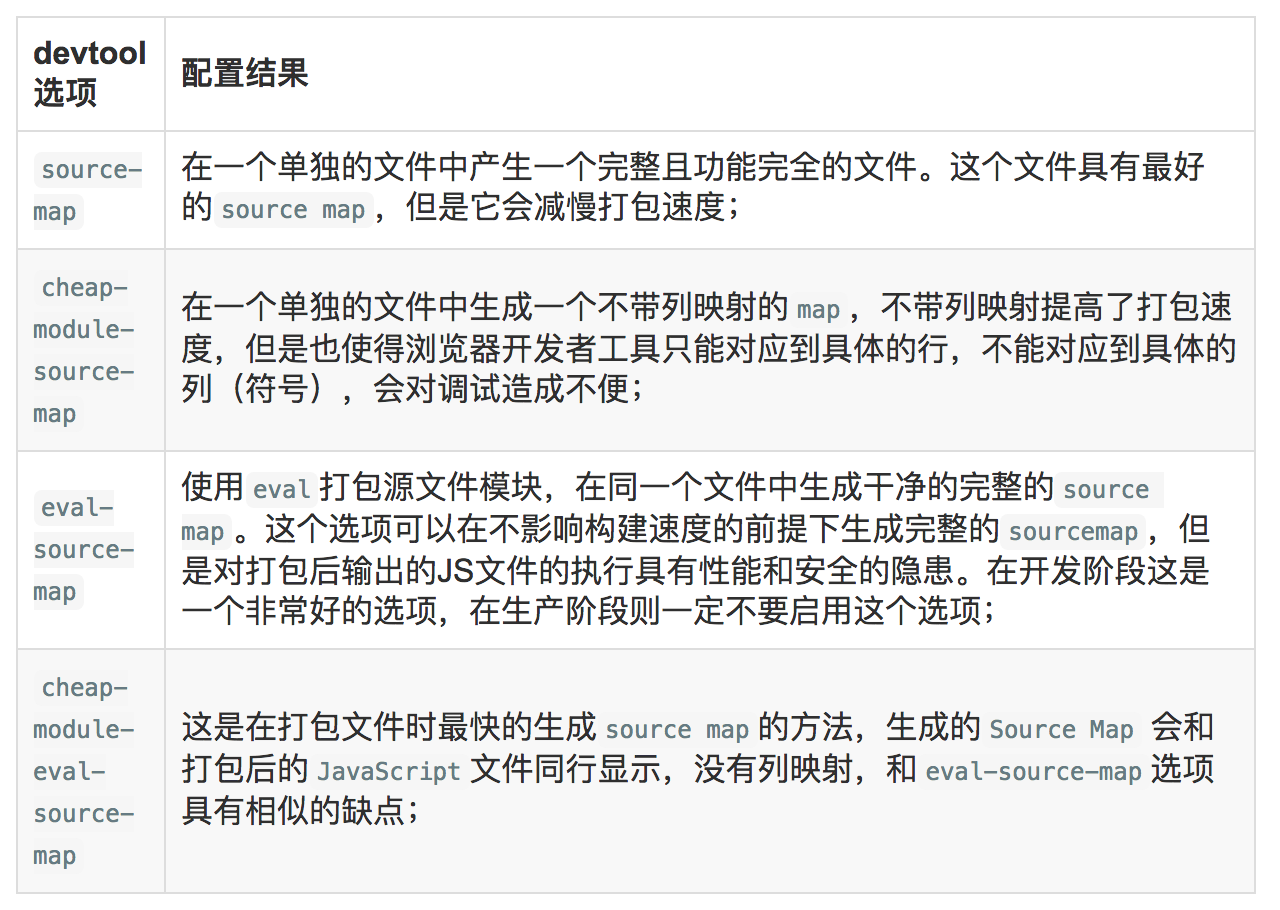 devtool
选项
配置结果
source-
map
在一个单独的文件中产生一个完整且功能完全的文件。这个文件具有最好
的 source map ，但是它会减慢打包速度；
cheap-
module-
source-
map
在一个单独的文件中生成一个不带列映射的 map ，不带列映射提高了打包速
度，但是也使得浏览器开发者工具只能对应到具体的行，不能对应到具体的
列（符号），会对调试造成不便；
eval-
source-
map
使用 eval 打包源文件模块，在同一个文件中生成干净的完整的 source
map 。这个选项可以在不影响构建速度的前提下生成完整的 sourcemap ，但
是对打包后输出的JS文件的执行具有性能和安全的隐患。在开发阶段这是
一个非常好的选项，在生产阶段则一定不要启用这个选项；
cheap-
module-
eval-
source-
map
这是在打包文件时最快的生成 source map 的方法，生成的 Source Map 会和
打包后的 JavaScript 文件同行显示，没有列映射，和 eval-source-map 选项
具有相似的缺点；